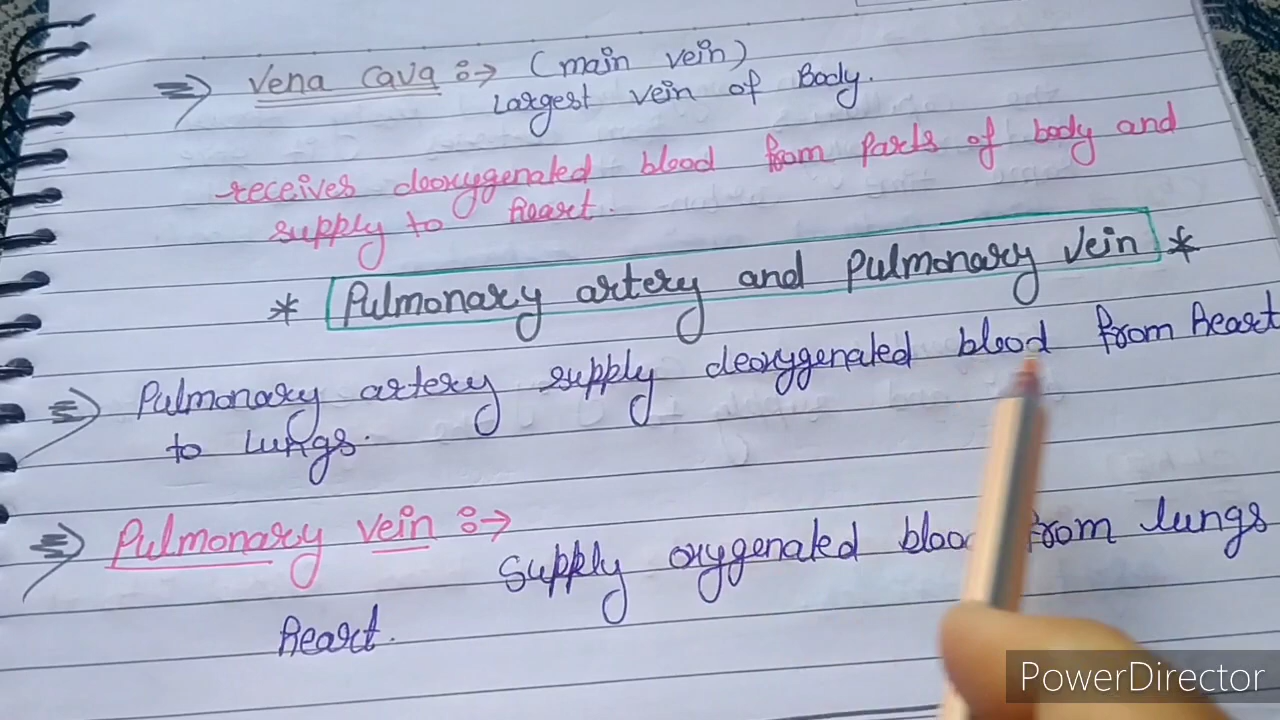 ⇒ Vena Cava :→ (main vein)
Largest vein of Body.
receives deoxygenated blood from parts of body and
supply to heart.
* Pulmonary artery and Pulmonary vein *
⇒ Pulmonary artery supply deoxygenated blood from heart
to lungs.
⇒ Pulmonary vein :→
supply oxygenated blood from lungs
heart.
PowerDirector